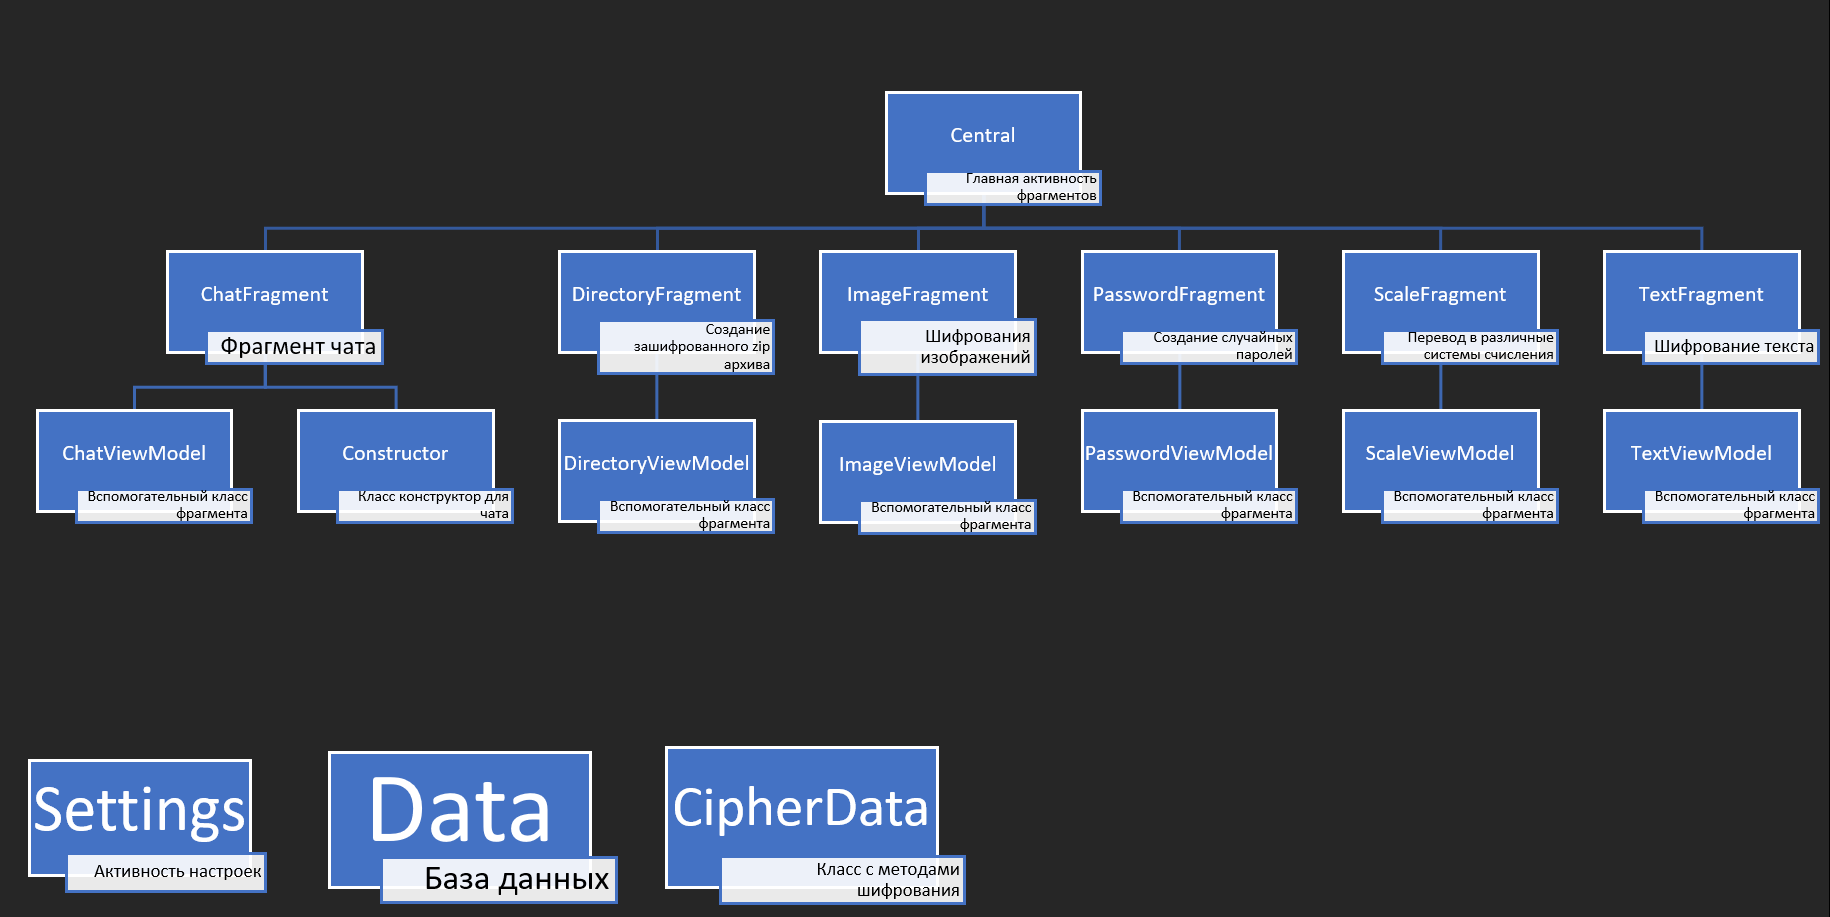 Central
Главная активность
фрагментов
ChatFragment
Фрагмент чата
DirectoryFragment
Создание
зашифрованного zip
архива
ImageFragment
Шифрования
изображений
PasswordFragment
Создание случайных
паролей
ScaleFragment
Перевод в различные
системы счисления
TextFragment
Шифрование текста
ChatViewModel
Вспомогательный класс
фрагмента
Constructor
Класс конструктор для
чата
DirectoryViewModel
Вспомогательный класс
фрагмента
ImageViewModel
Вспомогательный класс
фрагмента
PasswordViewModel
Вспомогательный класс
фрагмента
ScaleViewModel
Вспомогательный класс
фрагмента
TextViewModel
Вспомогательный класс
фрагмента
Settings
Активность настроек
Data
База данных
CipherData
Класс с методами
шифрования